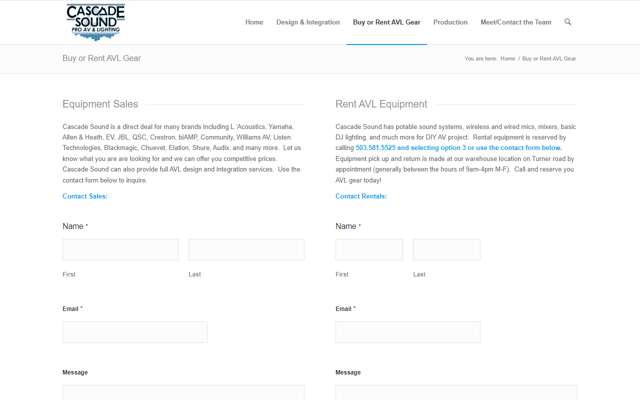 CASCADE
SOUND
PRO AV & LIGHTING
Home
Design & Integration
Buy or Rent AVL Gear
Production
Meet/Contact the Team
Buy or Rent AVL Gear
You are here: Home / Buy or Rent AVL Gear
Equipment Sales
Cascade Sound is a direct deal for many brands including L 'Acoustics, Yamaha,
Allen & Heath, EV, JBL, QSC, Crestron, biAMP, Community, Williams AV, Listen
Technologies, Blackmagic, Chuavet, Elation, Shure, Audix, and many more. Let us
know what you are are looking for and we can offer you competitive prices.
Cascade Sound can also provide full AVL design and integration services. Use the
contact form below to inquire.
Contact Sales:
Name *
First
Last
Email *
Message
Rent AVL Equipment
Cascade Sound has potable sound systems, wireless and wired mics, mixers, basic
DJ lighting, and much more for DIY AV project. Rental equipment is reserved by
calling 503.581.5525 and selecting option 3 or use the contact form below.
Equipment pick up and return is made at our warehouse location on Turner road by
appointment (generally between the hours of 9am-4pm M-F). Call and reserve you
AVL gear today!
Contact Rentals:
Name *
First
Last
Email *
Message